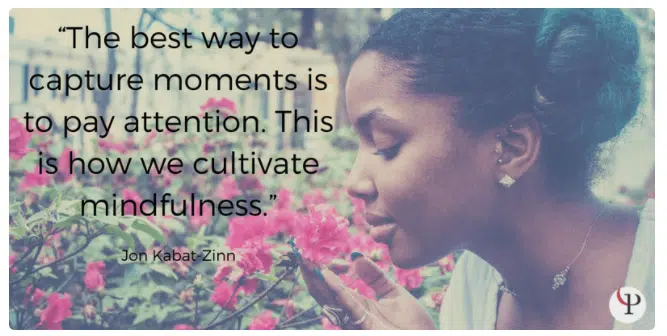 “The best way to
capture moments is
to pay attention. This
is how we cultivate
mindfulness.”
Jon Kabat-Zinn
P